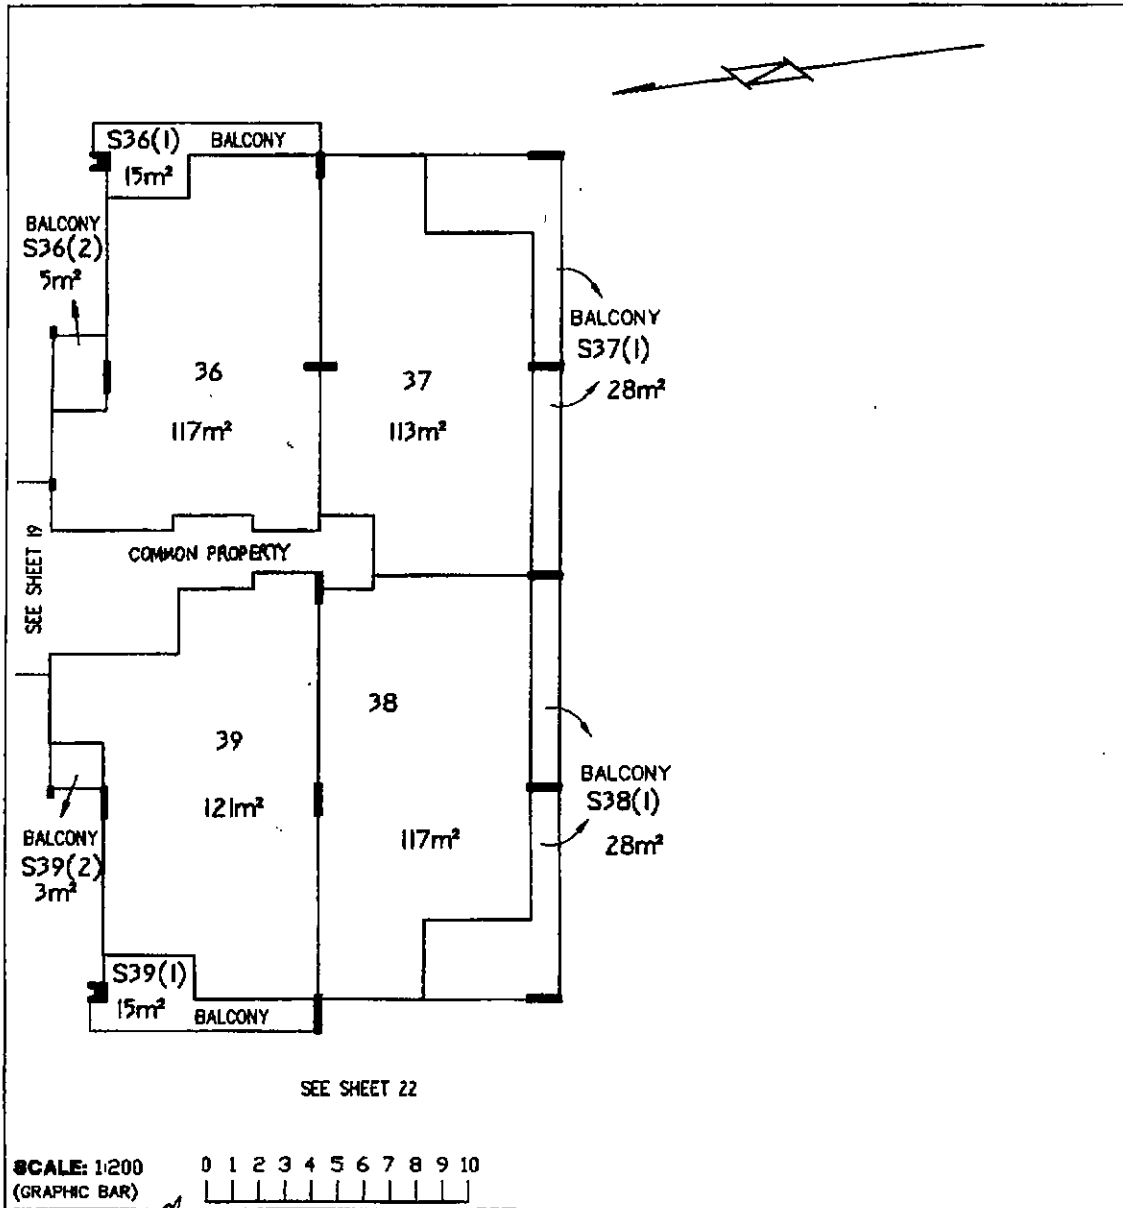 S36(1) BALCONY
15m²
BALCONY
S36(2)
5m²
36
117m²
37
113m²
BALCONY
S37(1)
28m²
COMMON PROPERTY
SEE SHEET 19
39
121m²
38
117m²
BALCONY
S38(1)
28m²
BALCONY
S39(2)
3m²
S39(1)
15m²
BALCONY
SEE SHEET 22
SCALE: 1:200
(GRAPHIC BAR)
0 1 2 3 4 5 6 7 8 9 10